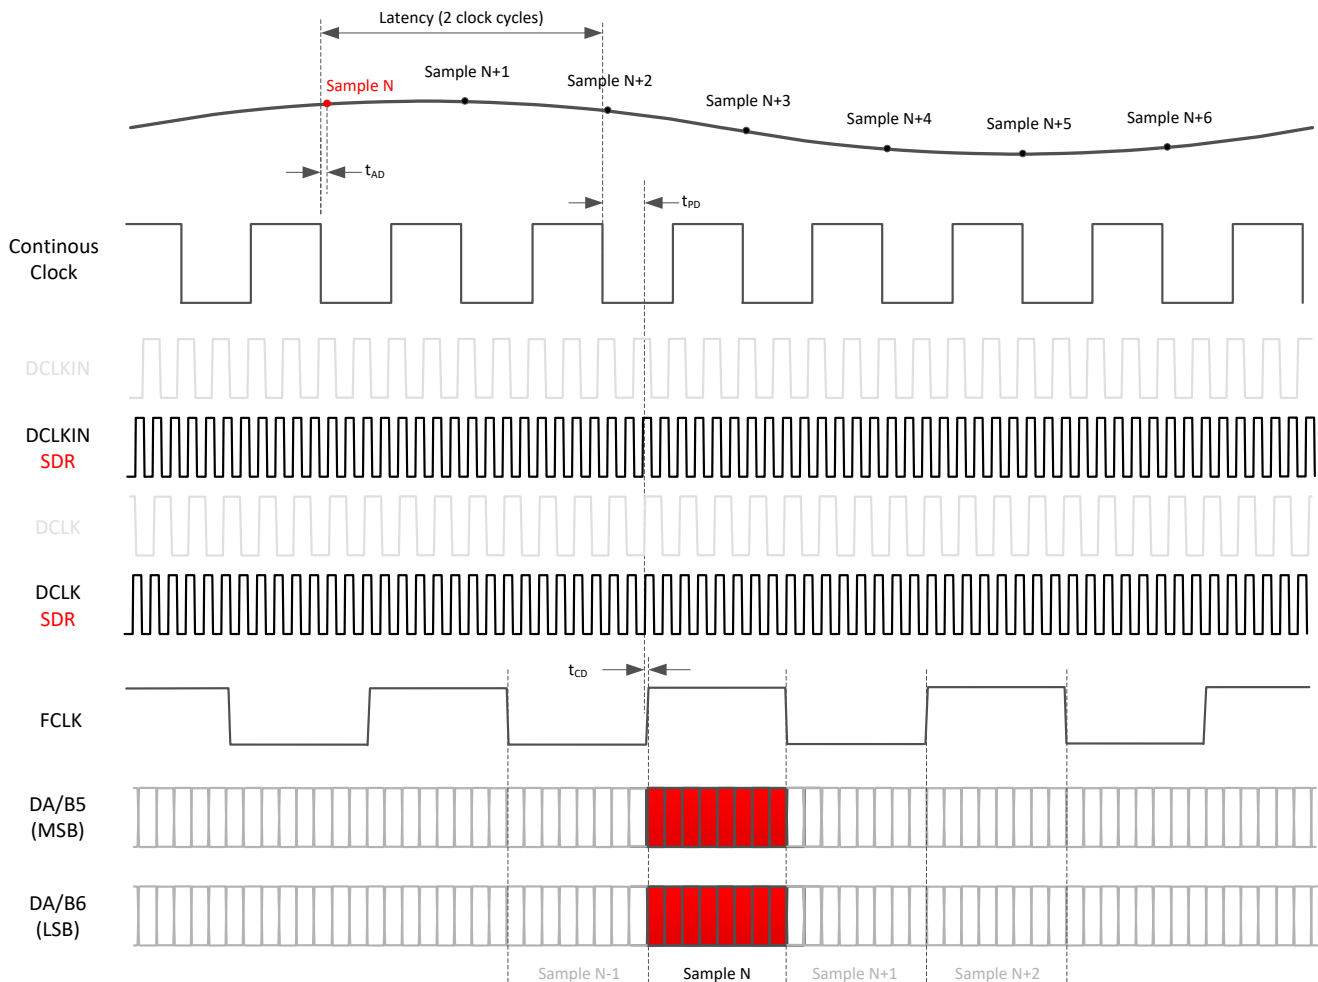 Latency (2 clock cycles)
Sample N
Sample N+1
Sample N+2
Sample N+3
Sample N+4
Sample N+5
Sample N+6
tAD
tPD
Continous
Clock
DCLKIN
DCLKIN
SDR
DCLK
DCLK
SDR
tCD
FCLK
DA/B5
(MSB)
DA/B6
(LSB)
Sample N-1
Sample N
Sample N+1
Sample N+2